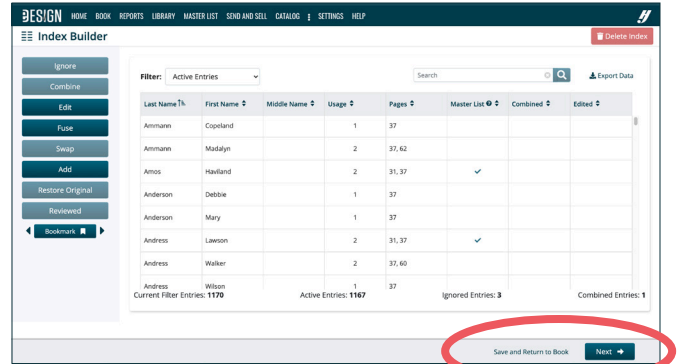 DESIGN HOME BOOK REPORTS LIBRARY MASTER LIST SEND AND SELL CATALOG SETTINGS HELP
Index Builder
Delete Index
Ignore
Combine
Edit
Fuse
Swap
Add
Restore Original
Reviewed
Bookmark
Filter: Active Entries
Search
Export Data
Last Name First Name Middle Name Usage Pages Master List Combined Edited
Ammann Copeland 1 37
Ammann Madalyn 2 37, 62
Amos Haviland 2 31, 37 ✓
Anderson Debbie 1 37
Anderson Mary 1 37
Andress Lawson 2 31, 37 ✓
Andress Walker 2 37, 60
Andress Wilson 1 37
Current Filter Entries: 1170 Active Entries: 1167 Ignored Entries: 3 Combined Entries: 1
Save and Return to Book Next →